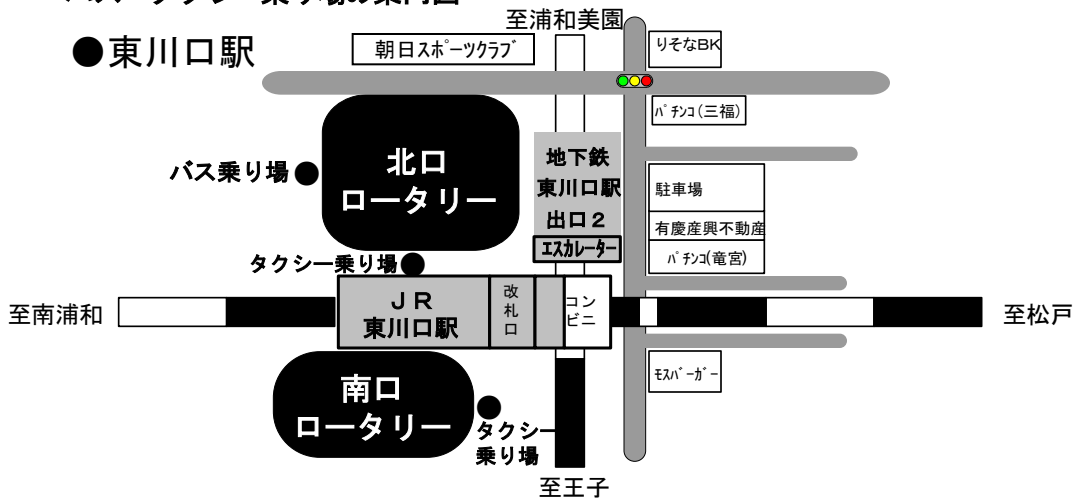 至浦和美園
●東川口駅
朝日スポーツクラブ
りそなBK
パチンコ(三福)
北口
ロータリー
バス乗り場
地下鉄
東川口駅
出口2
エスカレーター
駐車場
有慶産興不動産
パチンコ(竜宮)
タクシー乗り場
JR
東川口駅
改札口
コンビニ
至南浦和
至松戸
南口
ロータリー
タクシー
乗り場
モスバーガー
至王子